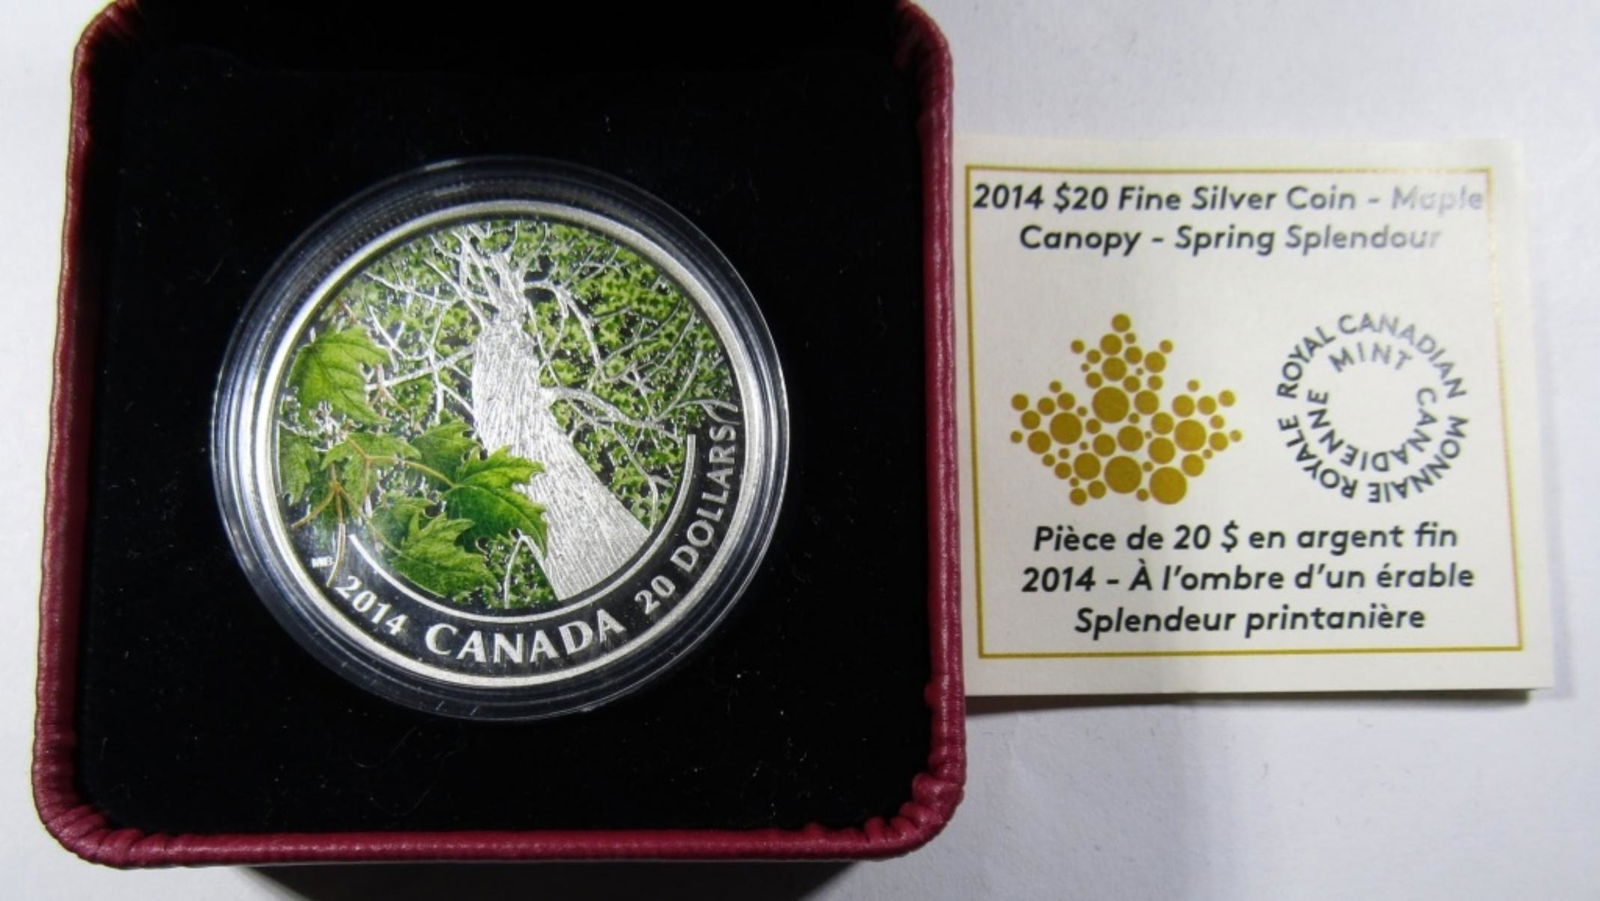 2014 CANADA 20 DOLLARS
2014 $20 Fine Silver Coin - Maple
Canopy - Spring Splendour
ROYAL CANADIAN MINT
MONNAIE ROYALE CANADIENNE
Pièce de 20 $ en argent fin
2014 - À l'ombre d'un érable
Splendeur printanière